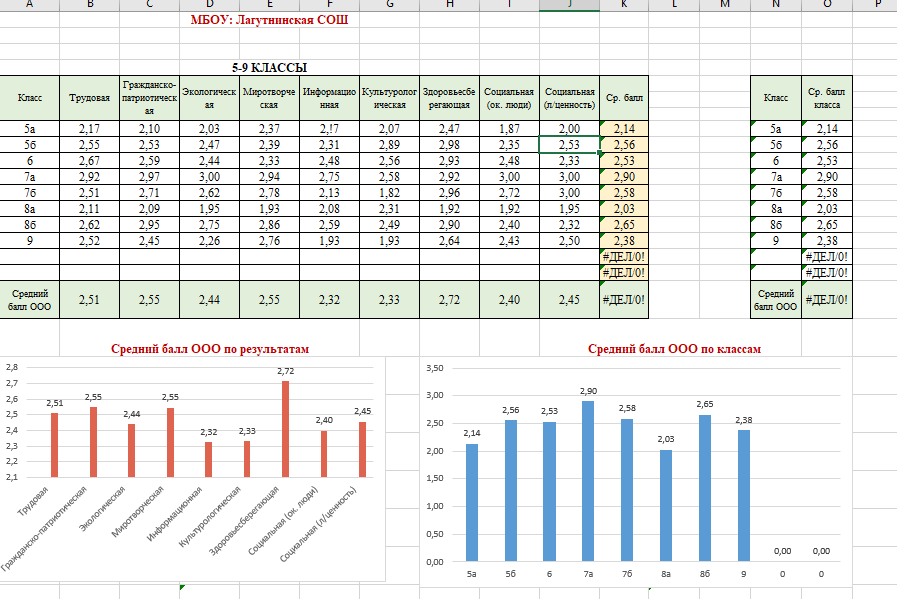 A B C D E F G H I J K L M N O P
МБОУ: Лагутнинская СОШ
5-9 КЛАССЫ
Класс Трудовая Гражданско-патриотическая Экологическая Миротворческая Информационная Культурологическая Здоровьесберегающая Социальная (ок. люди) Социальная (л/ценность) Ср. балл Класс Ср. балл класса
5а 2,17 2,10 2,03 2,37 2,!7 2,07 2,47 1,87 2,00 2,14 5а 2,14
5б 2,55 2,53 2,47 2,39 2,31 2,89 2,98 2,35 2,53 2,56 5б 2,56
6 2,67 2,59 2,44 2,33 2,48 2,56 2,93 2,48 2,33 2,53 6 2,53
7а 2,92 2,97 3,00 2,94 2,75 2,58 2,92 3,00 3,00 2,90 7а 2,90
7б 2,51 2,71 2,62 2,78 2,13 1,82 2,96 2,72 3,00 2,58 7б 2,58
8а 2,11 2,09 1,95 1,93 2,08 2,31 1,92 1,92 1,95 2,03 8а 2,03
8б 2,62 2,95 2,75 2,86 2,59 2,49 2,90 2,40 2,32 2,65 8б 2,65
9 2,52 2,45 2,26 2,76 1,93 1,93 2,64 2,43 2,50 2,38 9 2,38
#ДЕЛ/0! #ДЕЛ/0!
#ДЕЛ/0! #ДЕЛ/0!
Средний балл ООО 2,51 2,55 2,44 2,55 2,32 2,33 2,72 2,40 2,45 #ДЕЛ/0! Средний балл ООО #ДЕЛ/0!
Средний балл ООО по результатам
2,8
2,7
2,6
2,5
2,4
2,3
2,2
2,1
2,51 2,55 2,44 2,55 2,32 2,33 2,72 2,40 2,45
Трудовая
Гражданско-патриотическая
Экологическая
Миротворческая
Информационная
Культурологическая
Здоровьесберегающая
Социальная (ок. люди)
Социальная (л/ценность)
Средний балл ООО по классам
3,50
3,00
2,50
2,00
1,50
1,00
0,50
0,00
2,14 2,56 2,53 2,90 2,58 2,03 2,65 2,38 0,00 0,00
5а 5б 6 7а 7б 8а 8б 9 0 0